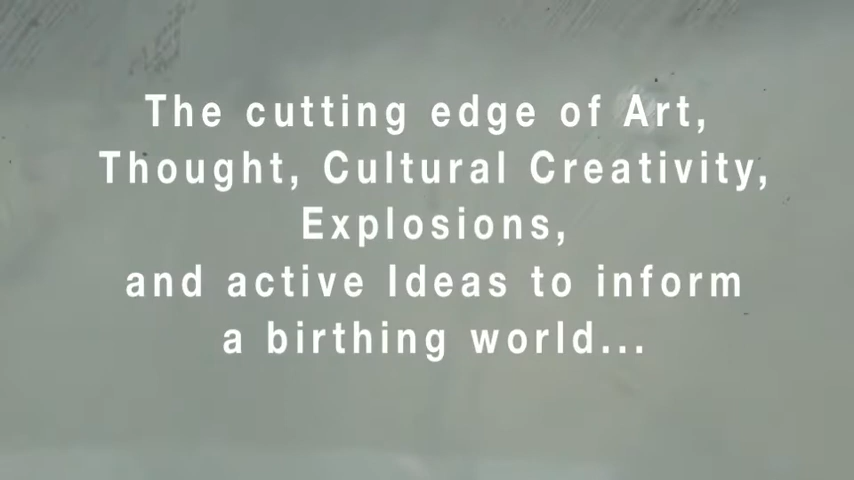 The cutting edge of Art,
Thought, Cultural Creativity,
Explosions,
and active Ideas to inform
a birthing world...